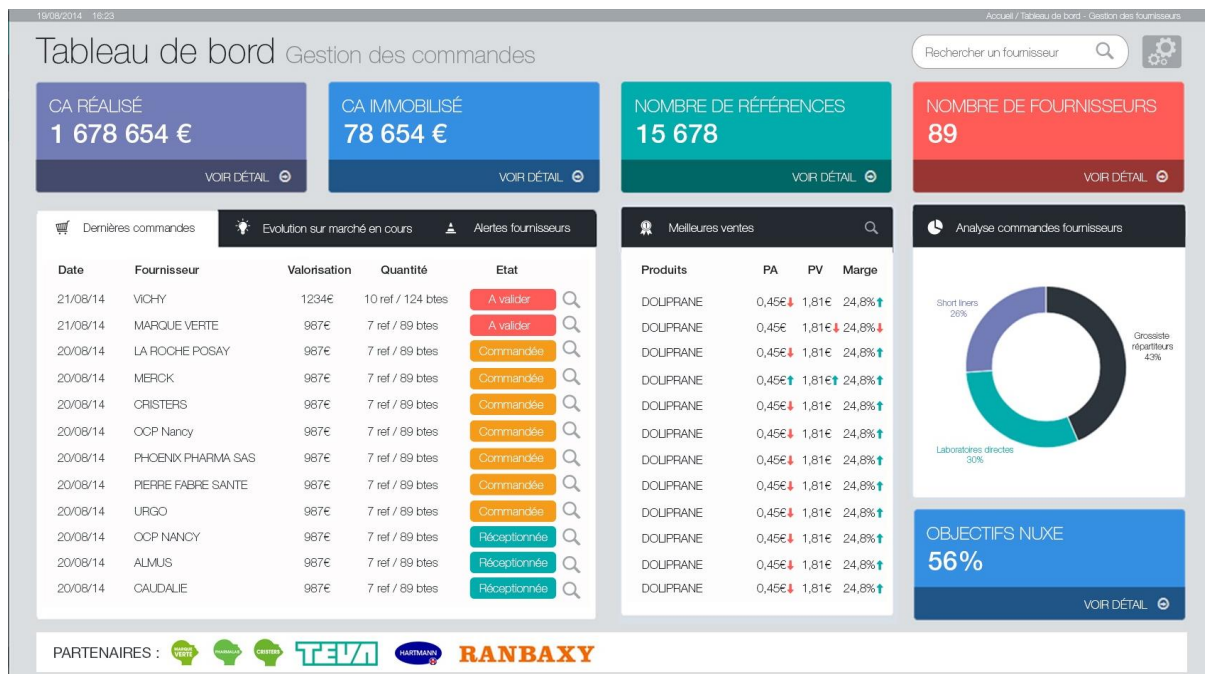 19/08/2014 16:23
Accueil / Tableau de bord - Gestion des fournisseurs
Tableau de bord Gestion des commandes
Rechercher un fournisseur
CA RÉALISÉ
1 678 654 €
VOIR DÉTAIL
CA IMMOBILISÉ
78 654 €
VOIR DÉTAIL
NOMBRE DE RÉFÉRENCES
15 678
VOIR DÉTAIL
NOMBRE DE FOURNISSEURS
89
VOIR DÉTAIL
Dernières commandes Evolution sur marché en cours Alertes fournisseurs
Date Fournisseur Valorisation Quantité Etat
21/08/14 VICHY 1234€ 10 ref / 124 btes A valider
21/08/14 MARQUE VERTE 987€ 7 ref / 89 btes A valider
20/08/14 LA ROCHE POSAY 987€ 7 ref / 89 btes Commandée
20/08/14 MERCK 987€ 7 ref / 89 btes Commandée
20/08/14 CRISTERS 987€ 7 ref / 89 btes Commandée
20/08/14 OCP Nancy 987€ 7 ref / 89 btes Commandée
20/08/14 PHOENIX PHARMA SAS 987€ 7 ref / 89 btes Commandée
20/08/14 PIERRE FABRE SANTE 987€ 7 ref / 89 btes Commandée
20/08/14 URGO 987€ 7 ref / 89 btes Commandée
20/08/14 OCP NANCY 987€ 7 ref / 89 btes Réceptionnée
20/08/14 ALMUS 987€ 7 ref / 89 btes Réceptionnée
20/08/14 CAUDALIE 987€ 7 ref / 89 btes Réceptionnée
Meilleures ventes
Produits PA PV Marge
DOLIPRANE 0,45€ 1,81€ 24,8%
DOLIPRANE 0,45€ 1,81€ 24,8%
DOLIPRANE 0,45€ 1,81€ 24,8%
DOLIPRANE 0,45€ 1,81€ 24,8%
DOLIPRANE 0,45€ 1,81€ 24,8%
DOLIPRANE 0,45€ 1,81€ 24,8%
DOLIPRANE 0,45€ 1,81€ 24,8%
DOLIPRANE 0,45€ 1,81€ 24,8%
DOLIPRANE 0,45€ 1,81€ 24,8%
DOLIPRANE 0,45€ 1,81€ 24,8%
DOLIPRANE 0,45€ 1,81€ 24,8%
DOLIPRANE 0,45€ 1,81€ 24,8%
Analyse commandes fournisseurs
Short liners
26%
Grossiste
répartiteurs
43%
Laboratoires directes
30%
OBJECTIFS NUXE
56%
VOIR DÉTAIL
PARTENAIRES :
MARQUE
VERTE
CRISTERS
TEVA
HARTMANN
RANBAXY